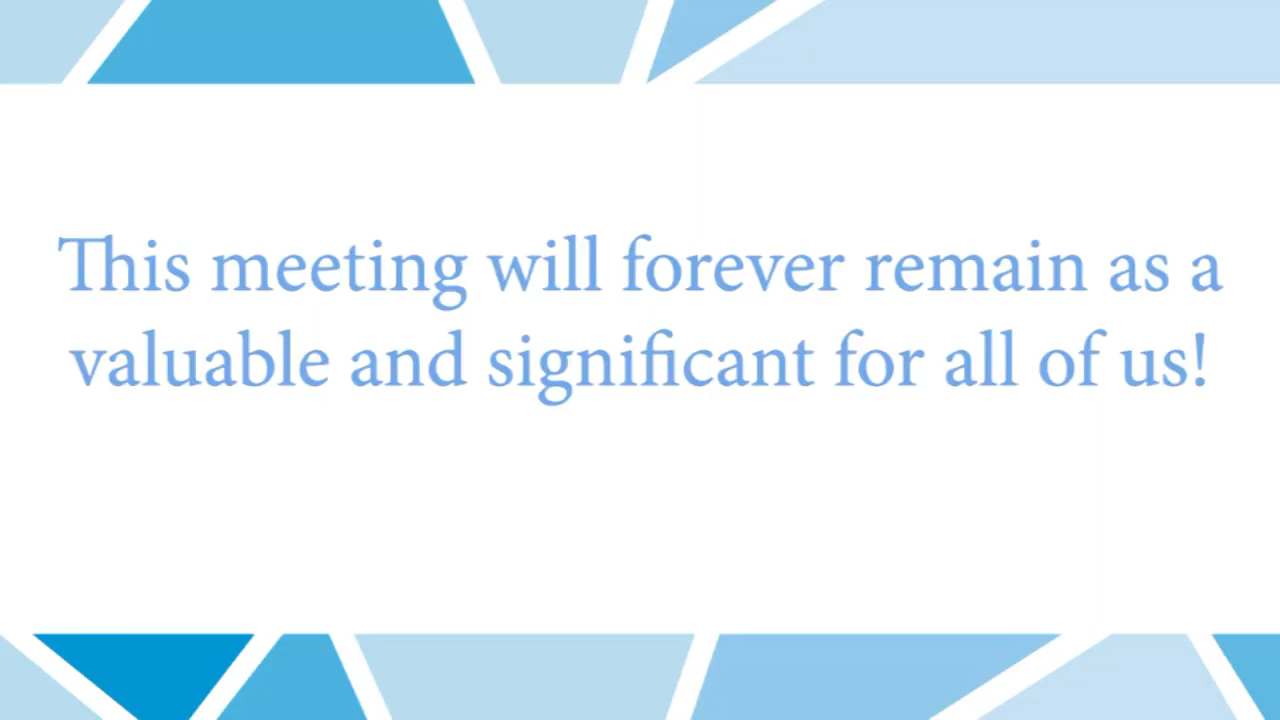 This meeting will forever remain as a
valuable and significant for all of us!